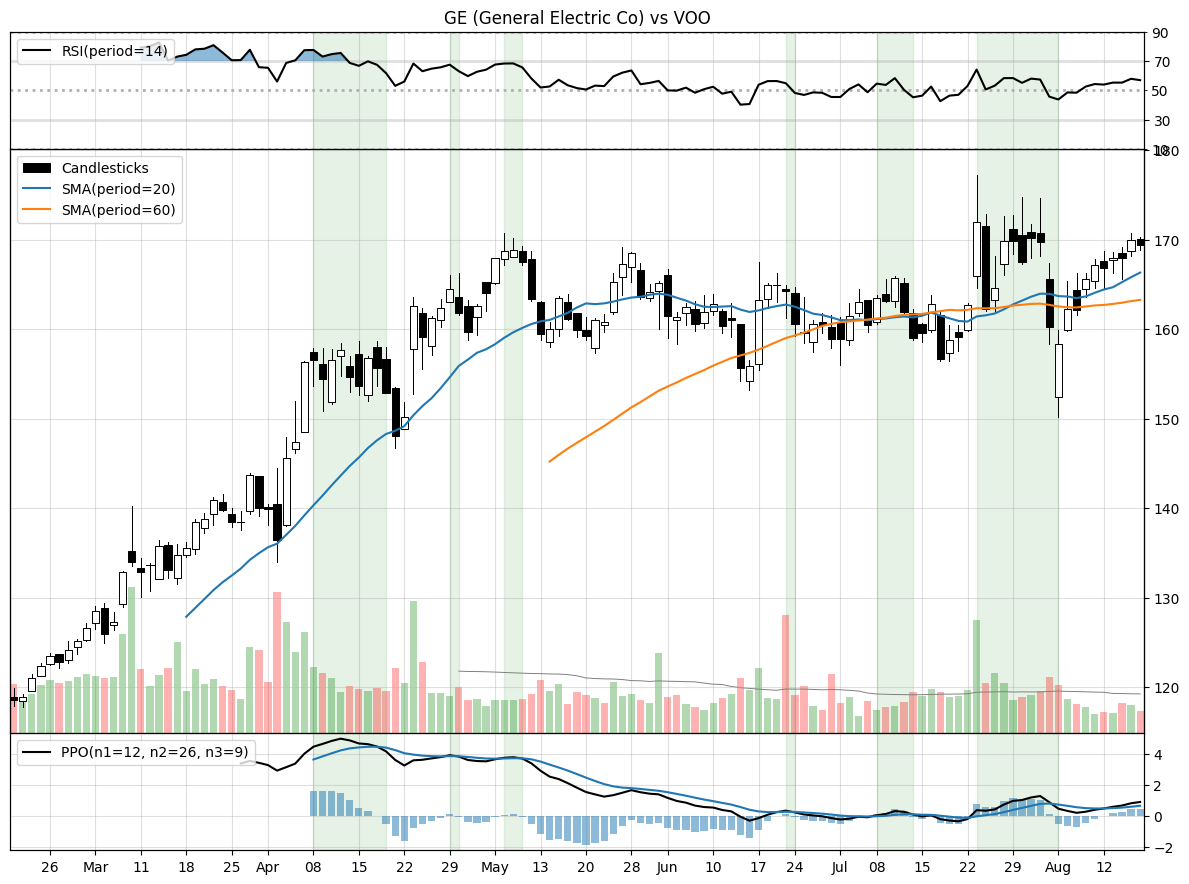 GE (General Electric Co) vs VOO
RSI(period=14)
90
70
50
30
10
Candlesticks
SMA(period=20)
SMA(period=60)
180
170
160
150
140
130
120
PPO(n1=12, n2=26, n3=9)
4
2
0
−2
26 Mar 11 18 25 Apr 08 15 22 29 May 13 20 28 Jun 10 17 24 Jul 08 15 22 29 Aug 12